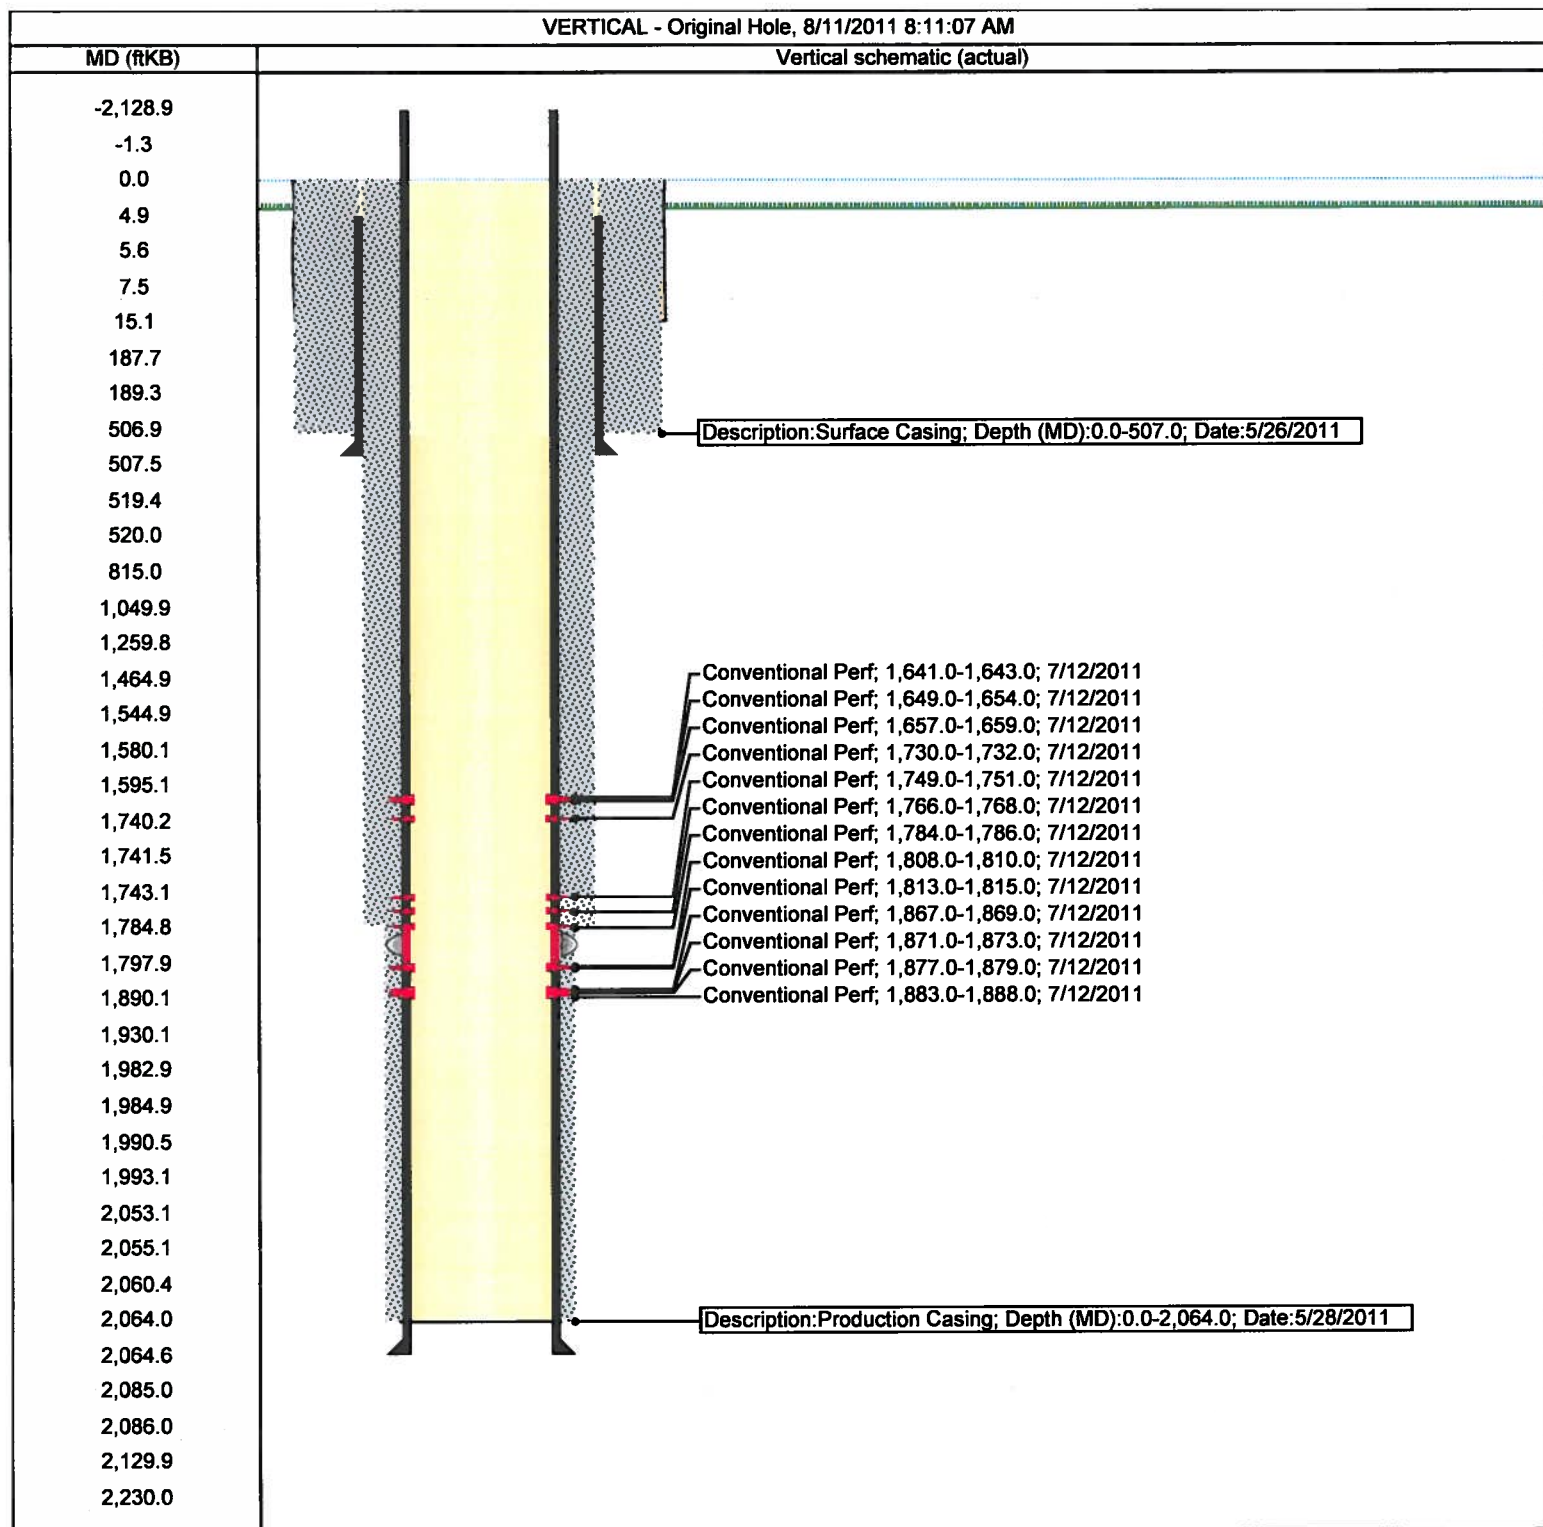 VERTICAL - Original Hole, 8/11/2011 8:11:07 AM
MD (ftKB)
Vertical schematic (actual)
-2,128.9
-1.3
0.0
4.9
5.6
7.5
15.1
187.7
189.3
506.9
507.5
519.4
520.0
815.0
1,049.9
1,259.8
1,464.9
1,544.9
1,580.1
1,595.1
1,740.2
1,741.5
1,743.1
1,784.8
1,797.9
1,890.1
1,930.1
1,982.9
1,984.9
1,990.5
1,993.1
2,053.1
2,055.1
2,060.4
2,064.0
2,064.6
2,085.0
2,086.0
2,129.9
2,230.0
Description:Surface Casing; Depth (MD):0.0-507.0; Date:5/26/2011
Conventional Perf; 1,641.0-1,643.0; 7/12/2011
Conventional Perf; 1,649.0-1,654.0; 7/12/2011
Conventional Perf; 1,657.0-1,659.0; 7/12/2011
Conventional Perf; 1,730.0-1,732.0; 7/12/2011
Conventional Perf; 1,749.0-1,751.0; 7/12/2011
Conventional Perf; 1,766.0-1,768.0; 7/12/2011
Conventional Perf; 1,784.0-1,786.0; 7/12/2011
Conventional Perf; 1,808.0-1,810.0; 7/12/2011
Conventional Perf; 1,813.0-1,815.0; 7/12/2011
Conventional Perf; 1,867.0-1,869.0; 7/12/2011
Conventional Perf; 1,871.0-1,873.0; 7/12/2011
Conventional Perf; 1,877.0-1,879.0; 7/12/2011
Conventional Perf; 1,883.0-1,888.0; 7/12/2011
Description:Production Casing; Depth (MD):0.0-2,064.0; Date:5/28/2011